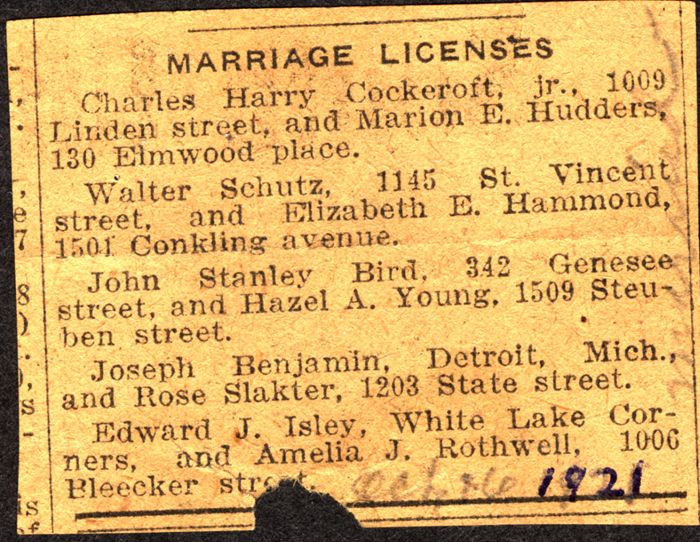 MARRIAGE LICENSES
Charles Harry Cockeroft, jr., 1009
Linden street, and Marion E. Hudders,
130 Elmwood place.
Walter Schutz, 1145 St. Vincent
street, and Elizabeth E. Hammond,
1501 Conkling avenue.
John Stanley Bird, 342 Genesee
street, and Hazel A. Young, 1509 Steu-
ben street.
Joseph Benjamin, Detroit, Mich.,
and Rose Slakter, 1203 State street.
Edward J. Isley, White Lake Cor-
ners, and Amelia J. Rothwell, 1006
Bleecker street.
1921